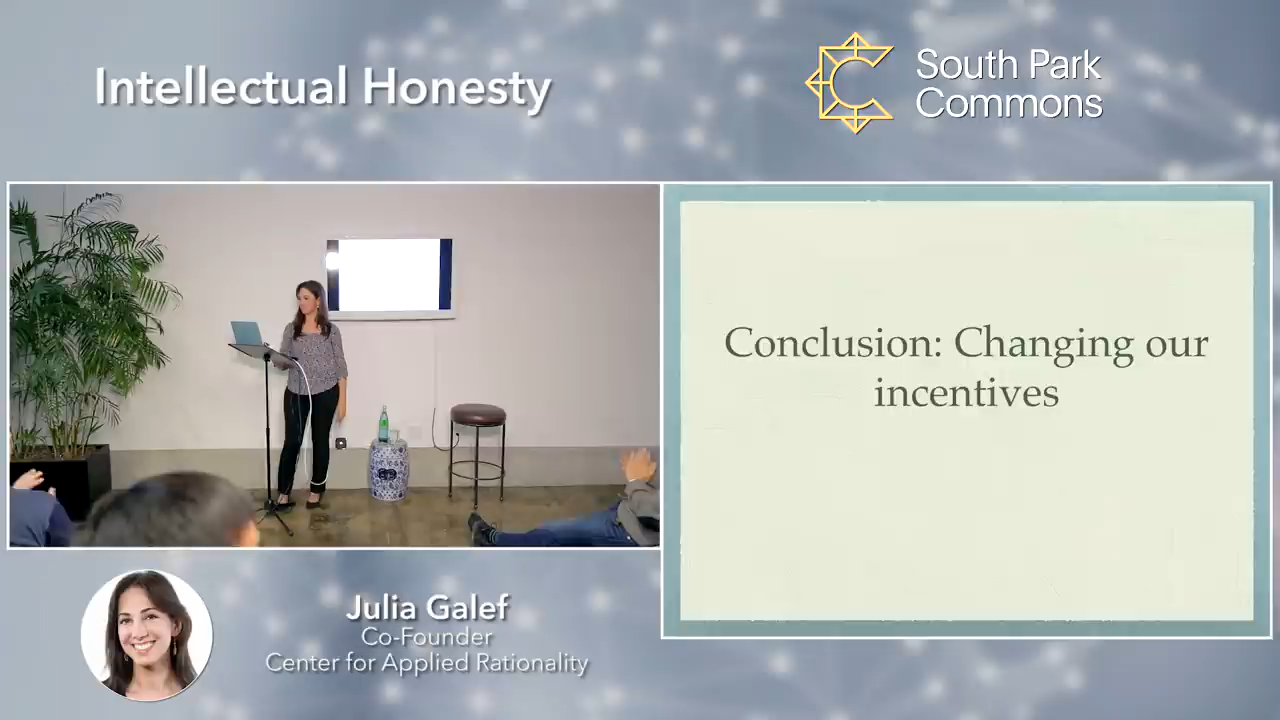 Intellectual Honesty
South Park
Commons
Conclusion: Changing our
incentives
Julia Galef
Co-Founder
Center for Applied Rationality